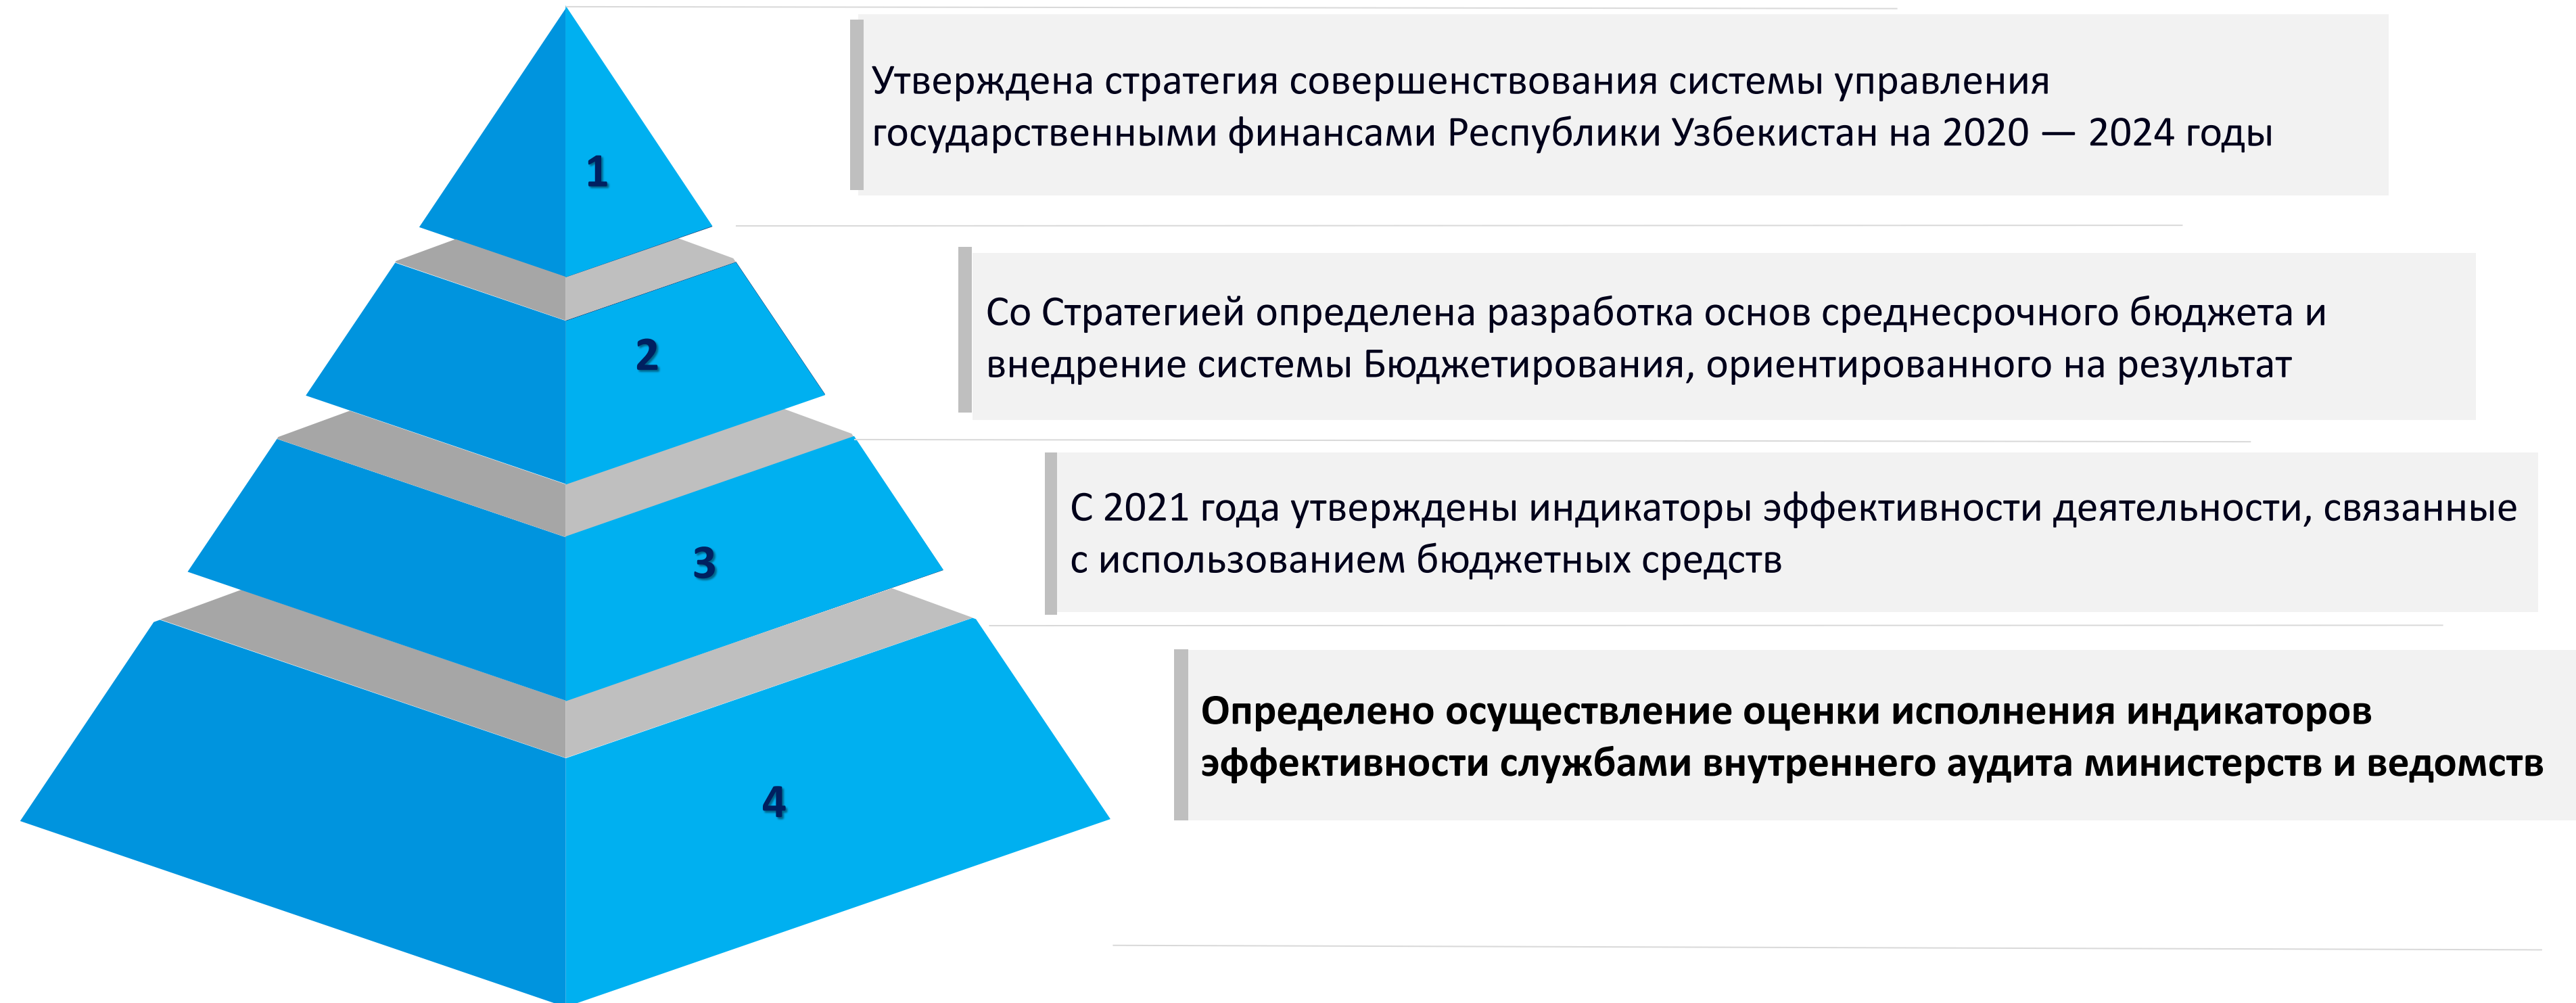 1
Утверждена стратегия совершенствования системы управления
государственными финансами Республики Узбекистан на 2020 — 2024 годы
2
Со Стратегией определена разработка основ среднесрочного бюджета и
внедрение системы Бюджетирования, ориентированного на результат
3
С 2021 года утверждены индикаторы эффективности деятельности, связанные
с использованием бюджетных средств
4
Определено осуществление оценки исполнения индикаторов
эффективности службами внутреннего аудита министерств и ведомств